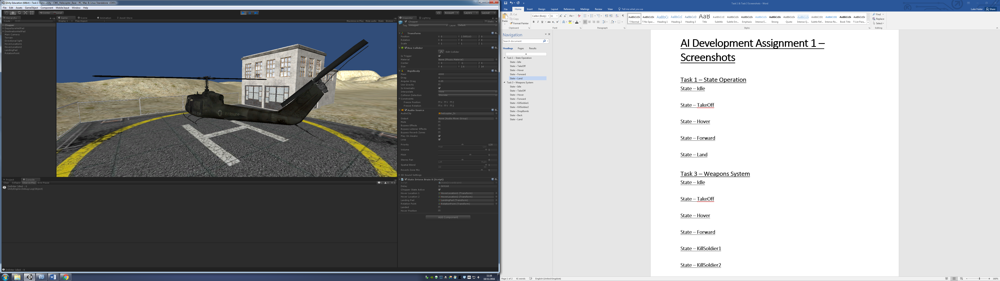 Unity Education (64bit) - Task 1 States.unity - CW1_Helecopter_Base - PC, Mac & Linux Standalone <DX9>
File Edit Assets GameObject Component Mobile Input Window Help
Center Local
Account Layers Layout
Hierarchy
Create
Chopper
DepartureHeliPad
DestinationHeliPad
Main Camera
Terrain
Directional light
HoverLocation1
HoverLocation2
LandingPad
RotationPoint
Game Scene Animation Asset Store
Display 1 Free Aspect Maximize on Play Mute audio Stats Gizmos
MARINES
Project Console
Clear Collapse Clear on Play Error Pause
OnEnter Idle0 : 0
UnityEngine.Debug:Log(Object)
OnEnter Idle0 : 0
Inspector Lighting
Chopper Static
Tag Untagged Layer Default
Transform
Position X 0 Y 2.585163 Z 0
Rotation X 0 Y 0 Z 0
Scale X 1 Y 1 Z 1
Box Collider
Edit Collider
Is Trigger
Material None (Physic Material)
Center X 0 Y -1 Z 0
Size X 4 Y 2.6 Z 14
Rigidbody
Mass 4000
Drag 0
Angular Drag 0.05
Use Gravity
Is Kinematic
Interpolate None
Collision Detection Discrete
Constraints
Freeze Position X Y Z
Freeze Rotation X Y Z
Audio Source
AudioClip helicopter_fx
Output None (Audio Mixer Group)
Mute
Bypass Effects
Bypass Listener Effects
Bypass Reverb Zones
Play On Awake
Loop
Priority 128
High Low
Volume 1
Pitch 1
Stereo Pan 0
Left Right
Spatial Blend 1
2D 3D
Reverb Zone Mix 1
3D Sound Settings
State Driven Brain 0 (Script)
Script StateDrivenBrain0
Delay 1.369168
Chopper State Active
Hover Location 1 HoverLocation1 (Transform)
Hover Location 2 HoverLocation2 (Transform)
Landing Pad LandingPad (Transform)
Rotation Point RotationPoint (Transform)
Landed
Hover Position
Add Component
11:16
18/11/2016
Task 1 & Task 3 Screenshots - Word
File Home Insert Design Layout References Mailings Review View Tell me what you wa
Luke Foster Share
Paste
Cut
Copy
Format Painter
Clipboard
Calibri (Body) 11
Font
Paragraph
¶ Normal ¶ No Spac... Heading 1 Heading 2 Heading 3 Title Subtitle Subtle Em... Emphasis Intense E... Strong Quote Intense Q... Subtle Ref... Intense Re... Book Title ¶ List Para...
Styles
Find
Replace
Select
Editing
Navigation
Search document
Headings Pages Results
Task 1 – State Operation
State – Idle
State – TakeOff
State – Hover
State – Forward
State – Land
Task 3 – Weapons System
State – Idle
State – TakeOff
State – Hover
State – Forward
State – KillSoldier1
State – KillSoldier2
State – DropBomb
State – Back
State – Land
AI Development Assignment 1 –
Screenshots
Task 1 – State Operation
State – Idle
State – TakeOff
State – Hover
State – Forward
State – Land
Task 3 – Weapons System
State – Idle
State – TakeOff
State – Hover
State – Forward
State – KillSoldier1
State – KillSoldier2
Page 1 of 2 41 words English (United Kingdom) 160%